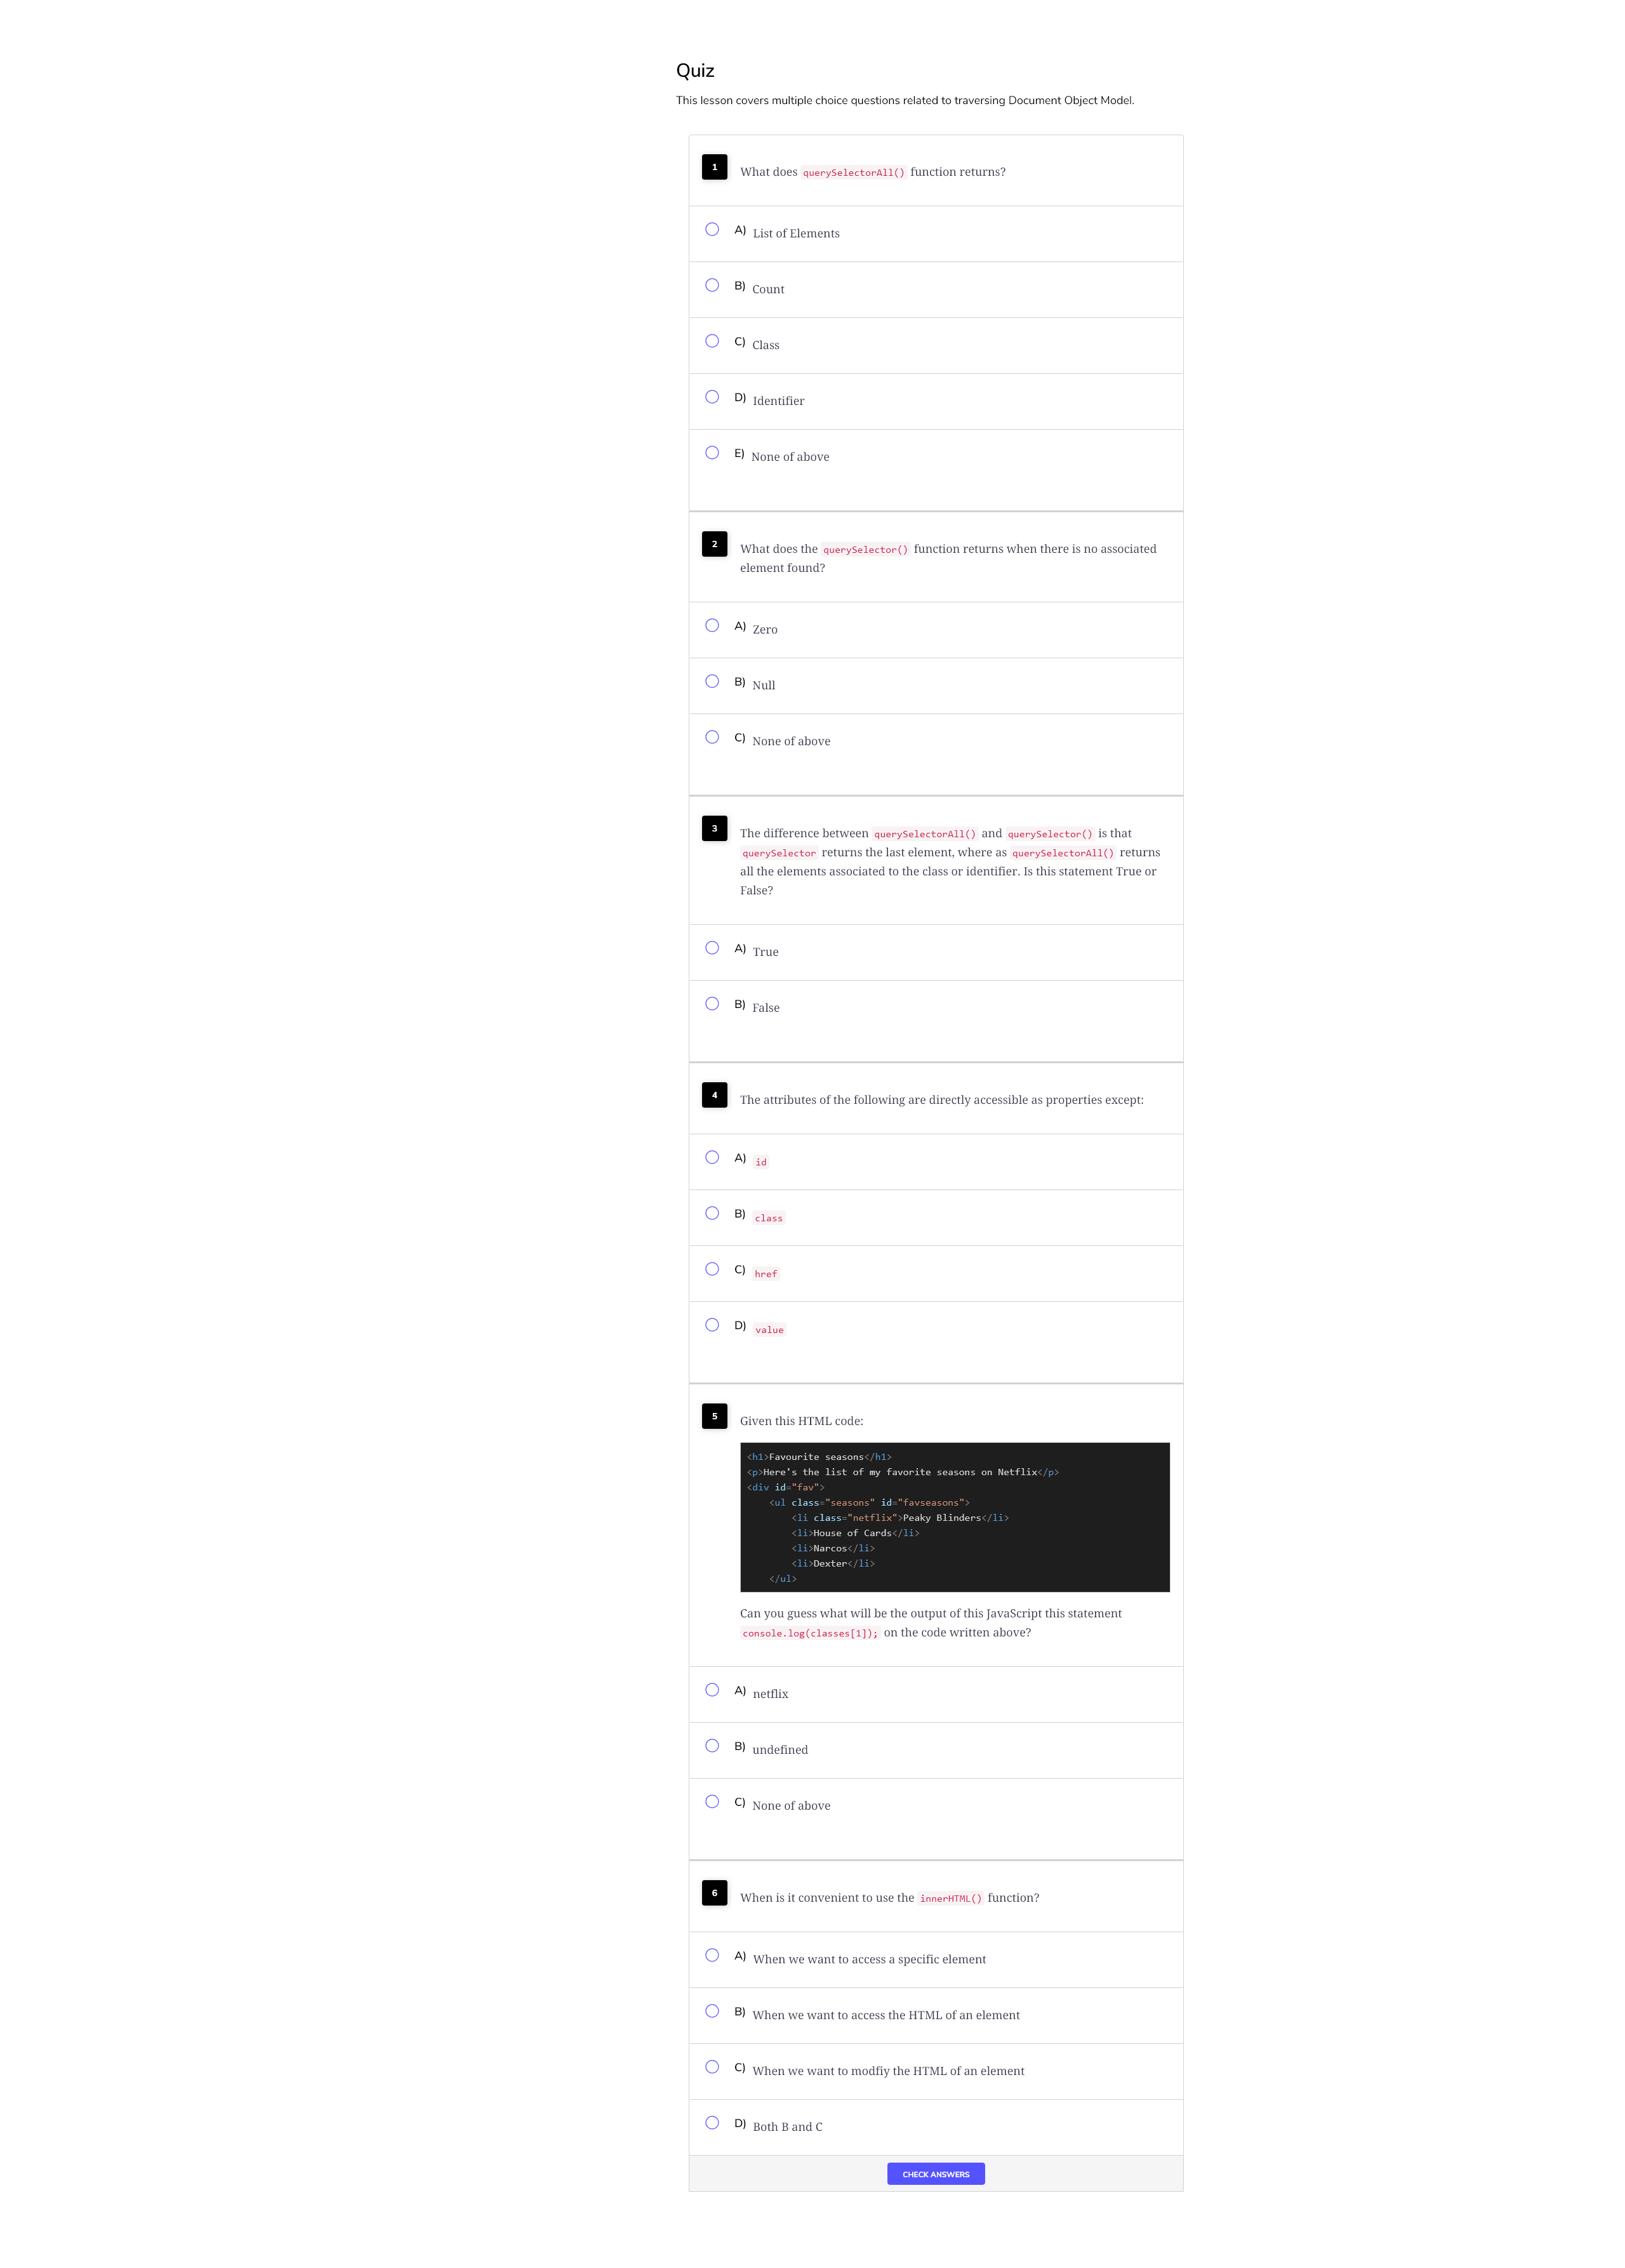 Quiz
This lesson covers multiple choice questions related to traversing Document Object Model.
1
What does querySelectorAll() function returns?
A) List of Elements
B) Count
C) Class
D) Identifier
E) None of above
2
What does the querySelector() function returns when there is no associated
element found?
A) Zero
B) Null
C) None of above
3
The difference between querySelectorAll() and querySelector() is that
querySelector returns the last element, where as querySelectorAll() returns
all the elements associated to the class or identifier. Is this statement True or
False?
A) True
B) False
4
The attributes of the following are directly accessible as properties except:
A) id
B) class
C) href
D) value
5
Given this HTML code:
<h1>Favourite seasons</h1>
<p>Here's the list of my favorite seasons on Netflix</p>
<div id="fav">
    <ul class="seasons" id="favseasons">
        <li class="netflix">Peaky Blinders</li>
        <li>House of Cards</li>
        <li>Narcos</li>
        <li>Dexter</li>
    </ul>
Can you guess what will be the output of this JavaScript this statement
console.log(classes[1]); on the code written above?
A) netflix
B) undefined
C) None of above
6
When is it convenient to use the innerHTML() function?
A) When we want to access a specific element
B) When we want to access the HTML of an element
C) When we want to modfiy the HTML of an element
D) Both B and C
CHECK ANSWERS